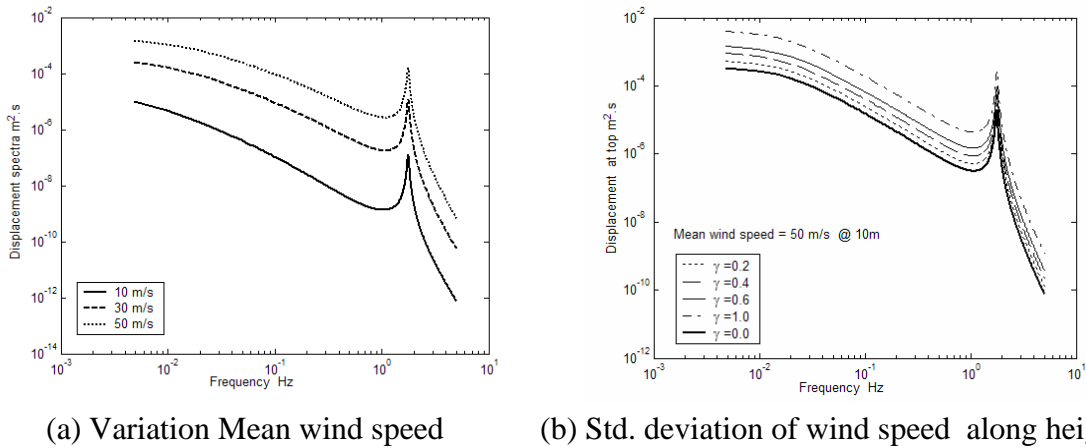 10^-2
10^-4
10^-6
10^-8
10^-10
10^-12
10^-14
Displacement spectra m².s
10 m/s
30 m/s
50 m/s
10^-3
10^-2
10^-1
10^0
10^1
Frequency Hz
(a) Variation Mean wind speed
10^-2
10^-4
10^-6
10^-8
10^-10
10^-12
Displacement at top m².s
Mean wind speed = 50 m/s @ 10m
γ =0.2
γ =0.4
γ =0.6
γ =1.0
γ =0.0
10^-3
10^-2
10^-1
10^0
10^1
Frequency Hz
(b) Std. deviation of wind speed along hei